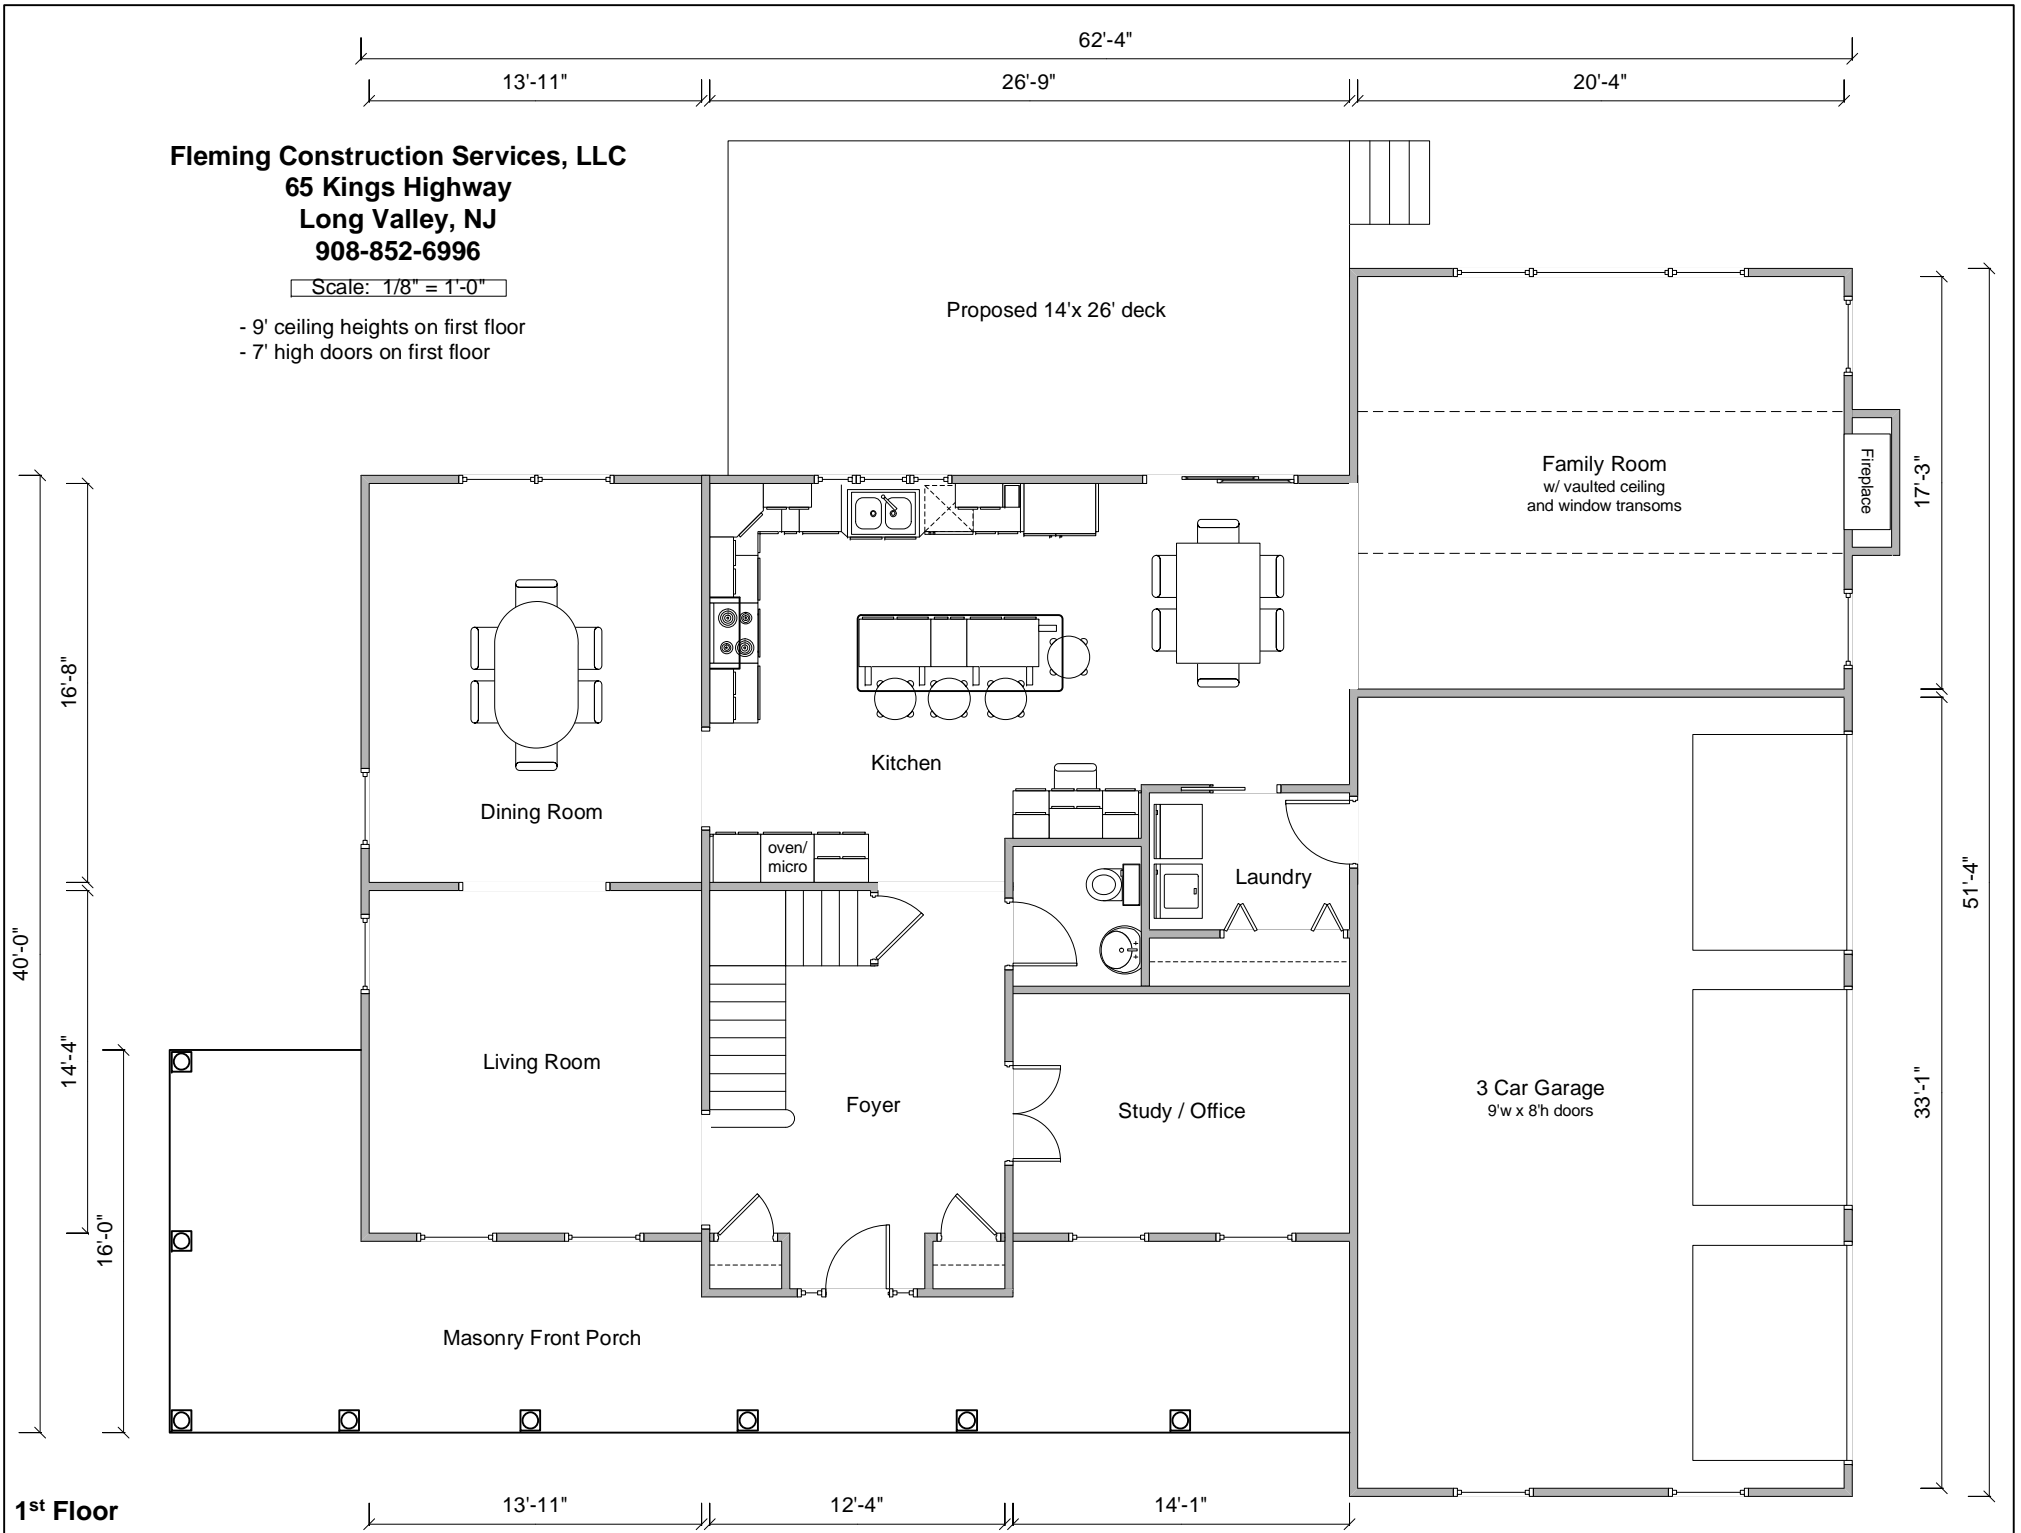 62'-4"
13'-11"
26'-9"
20'-4"
Fleming Construction Services, LLC
65 Kings Highway
Long Valley, NJ
908-852-6996
Scale: 1/8" = 1'-0"
- 9' ceiling heights on first floor
- 7' high doors on first floor
Proposed 14'x 26' deck
Family Room
w/ vaulted ceiling
and window transoms
Fireplace
17'-3"
16'-8"
Kitchen
Dining Room
oven/
micro
Laundry
51'-4"
40'-0"
14'-4"
Living Room
Foyer
Study / Office
3 Car Garage
9'w x 8'h doors
33'-1"
16'-0"
Masonry Front Porch
1st Floor
13'-11"
12'-4"
14'-1"